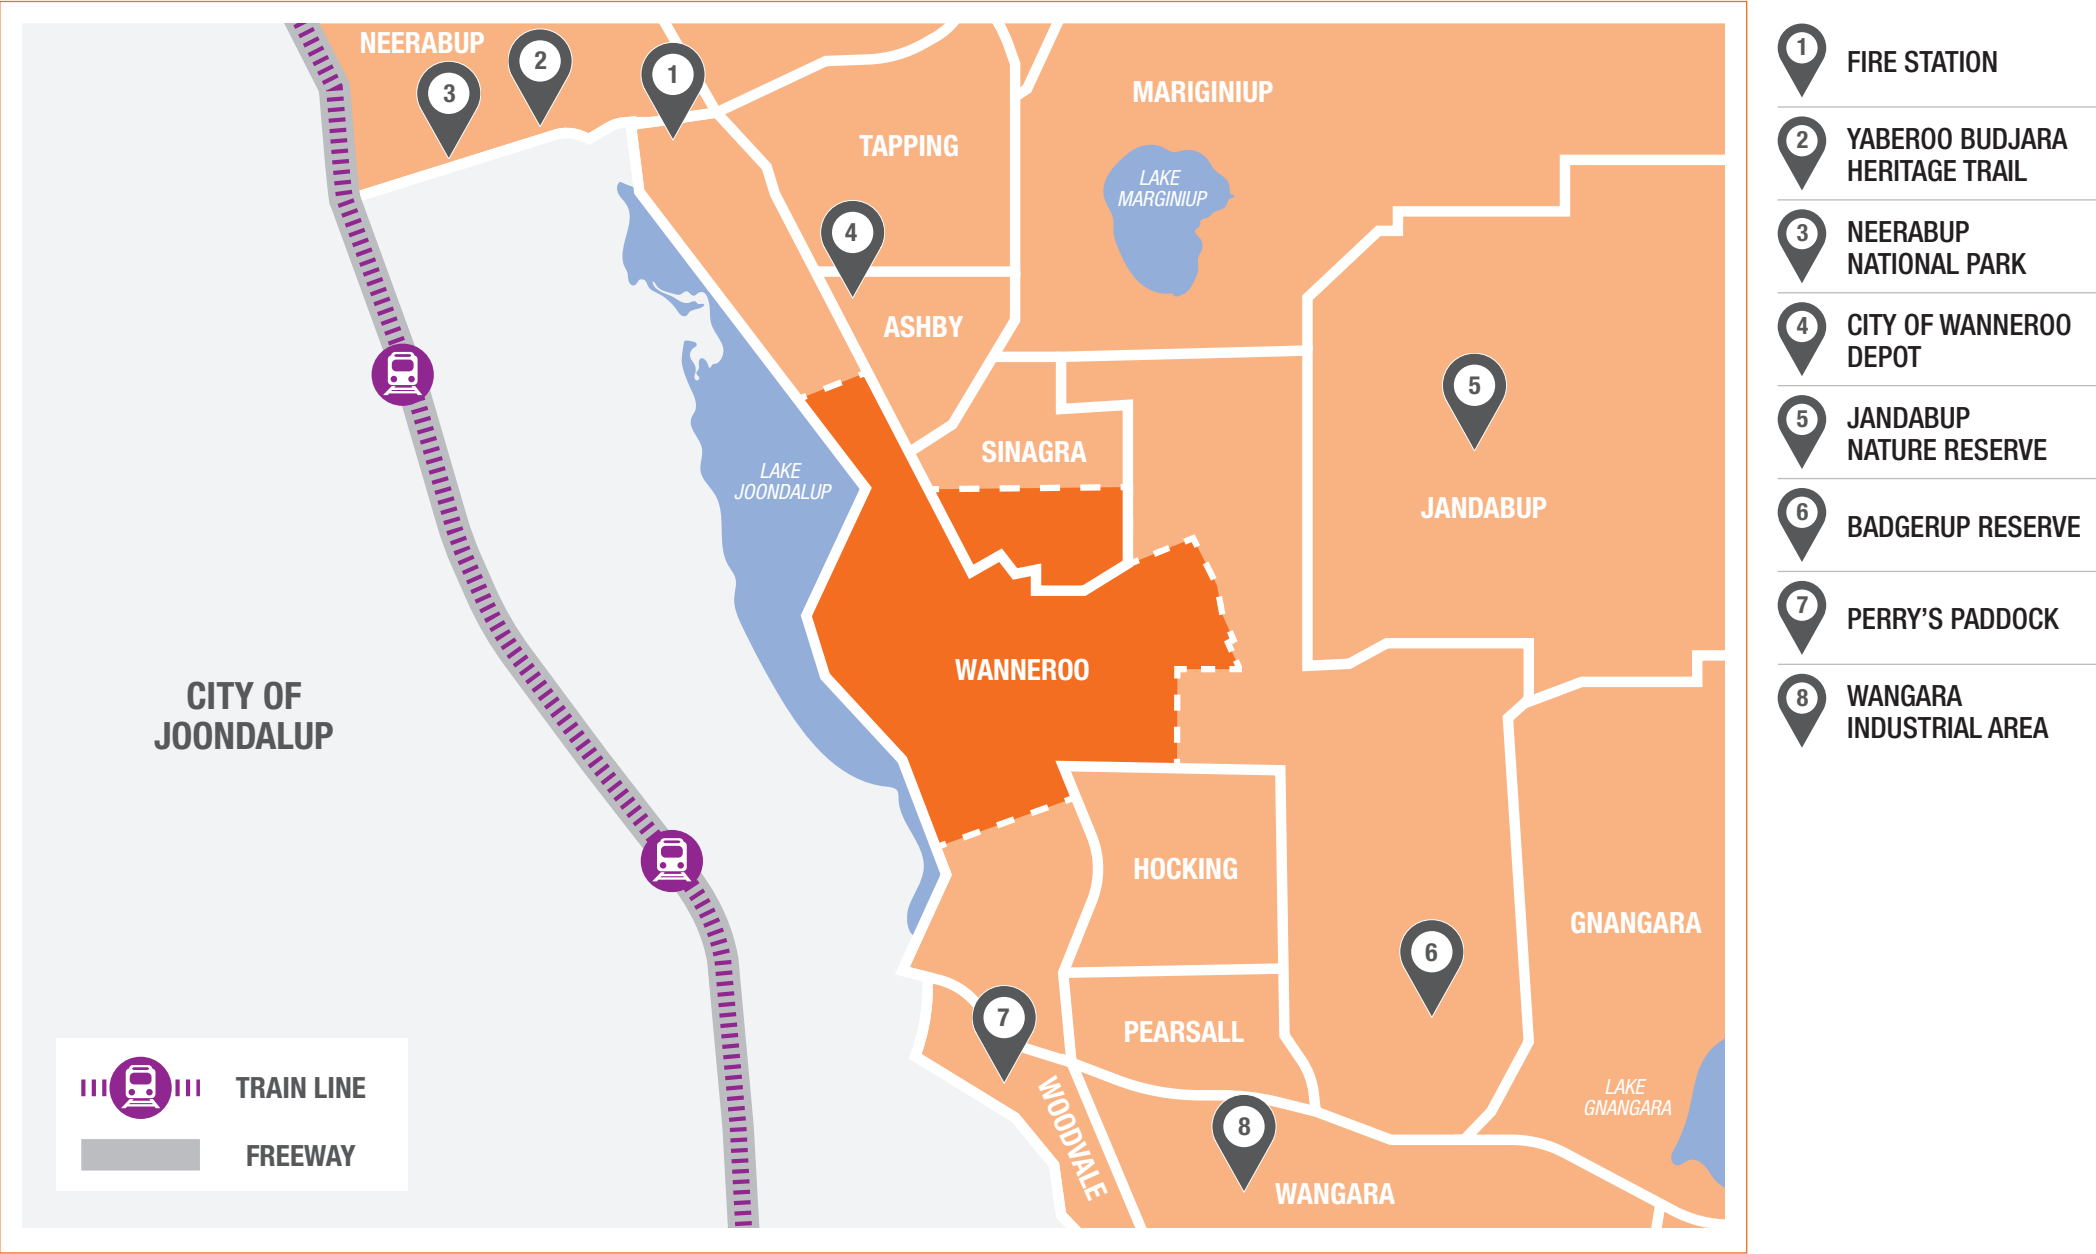 NEERABUP
2
1
3
MARIGINIUP
TAPPING
LAKE
MARGINIUP
4
ASHBY
5
SINAGRA
LAKE
JOONDALUP
JANDABUP
WANNEROO
CITY OF
JOONDALUP
HOCKING
GNANGARA
6
7
PEARSALL
WOODVALE
LAKE
GNANGARA
8
WANGARA
TRAIN LINE
FREEWAY
1 FIRE STATION
2 YABEROO BUDJARA
HERITAGE TRAIL
3 NEERABUP
NATIONAL PARK
4 CITY OF WANNEROO
DEPOT
5 JANDABUP
NATURE RESERVE
6 BADGERUP RESERVE
7 PERRY'S PADDOCK
8 WANGARA
INDUSTRIAL AREA